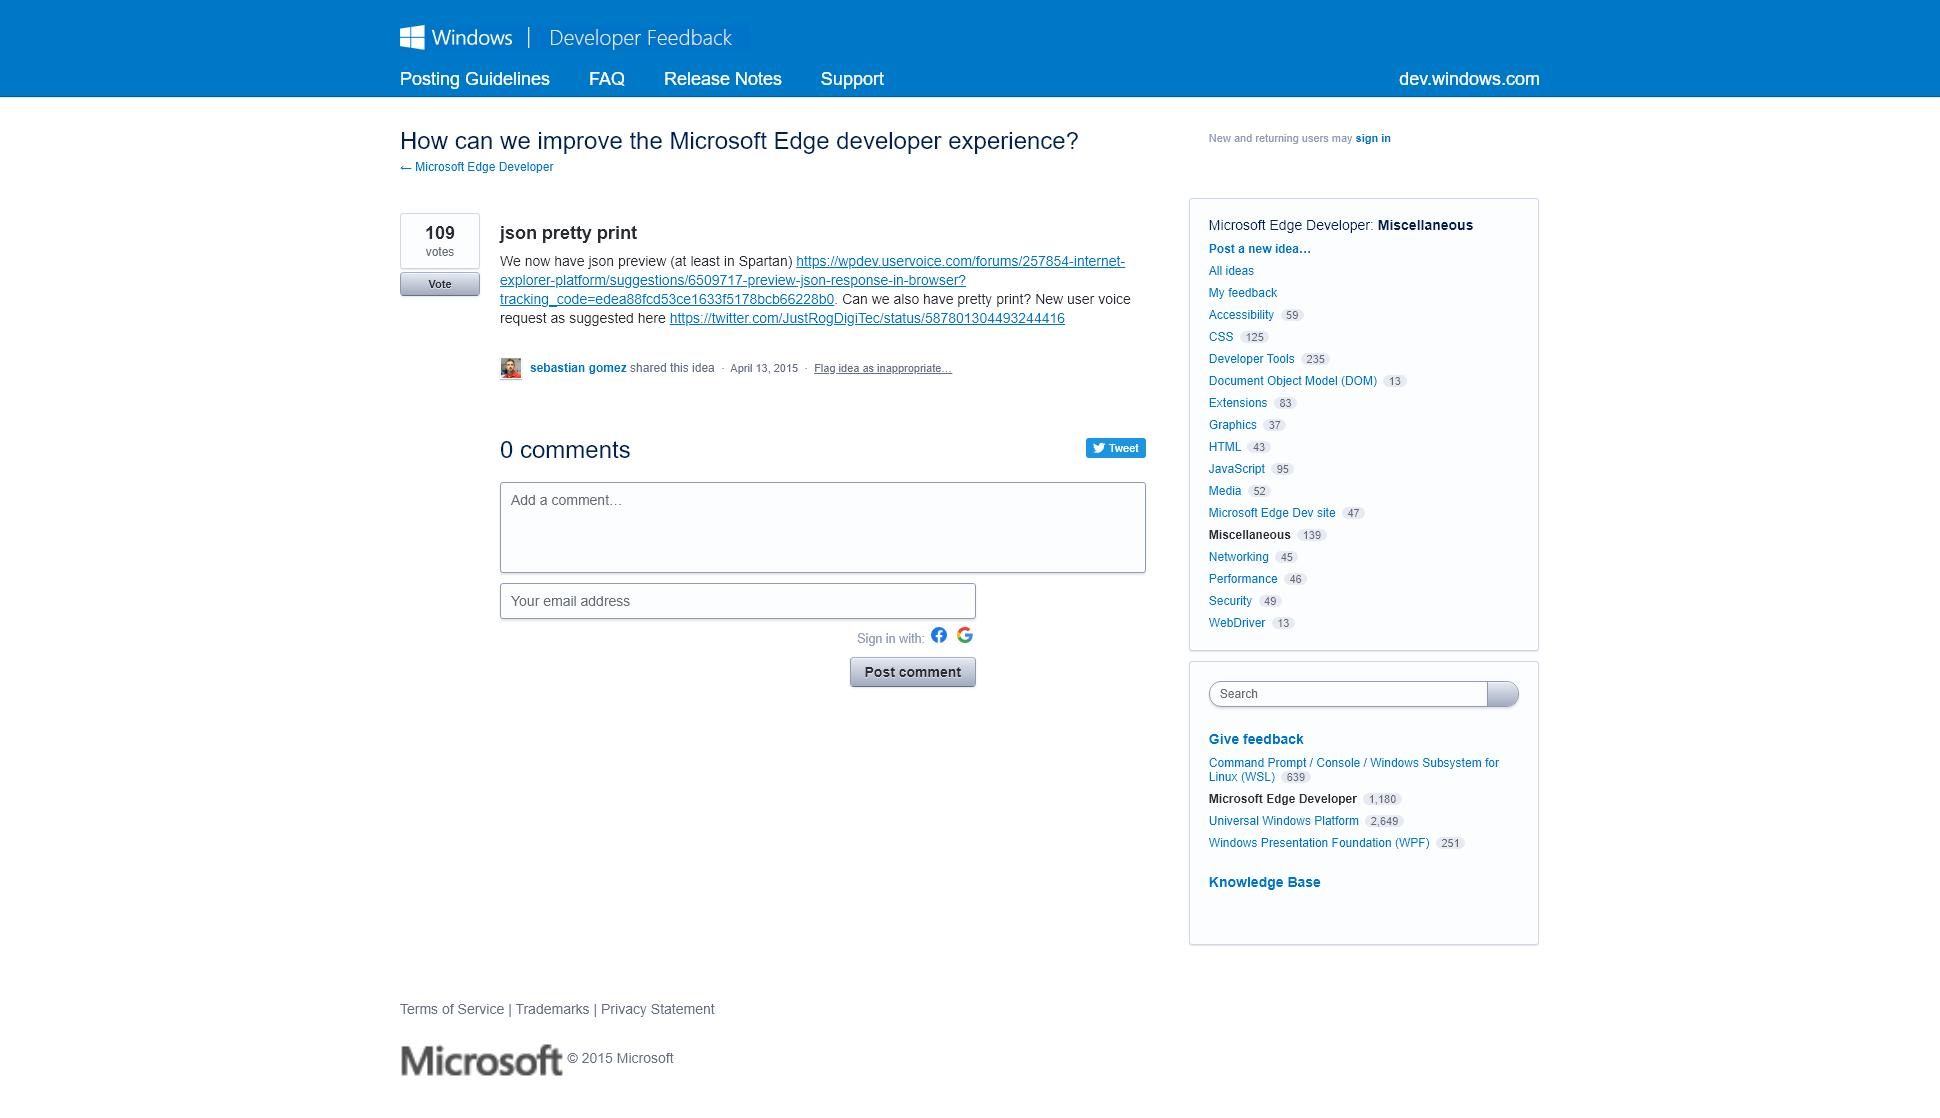 Windows | Developer Feedback
Posting Guidelines FAQ Release Notes Support dev.windows.com
How can we improve the Microsoft Edge developer experience?
← Microsoft Edge Developer
New and returning users may sign in
109
votes
Vote
json pretty print
We now have json preview (at least in Spartan) https://wpdev.uservoice.com/forums/257854-internet-
explorer-platform/suggestions/6509717-preview-json-response-in-browser?
tracking_code=edea88fcd53ce1633f5178bcb66228b0. Can we also have pretty print? New user voice
request as suggested here https://twitter.com/JustRogDigiTec/status/587801304493244416
sebastian gomez shared this idea · April 13, 2015 · Flag idea as inappropriate…
0 comments
Tweet
Add a comment…
Your email address
Sign in with:
Post comment
Microsoft Edge Developer: Miscellaneous
Post a new idea…
All ideas
My feedback
Accessibility 59
CSS 125
Developer Tools 235
Document Object Model (DOM) 13
Extensions 83
Graphics 37
HTML 43
JavaScript 95
Media 52
Microsoft Edge Dev site 47
Miscellaneous 139
Networking 45
Performance 46
Security 49
WebDriver 13
Search
Give feedback
Command Prompt / Console / Windows Subsystem for
Linux (WSL) 639
Microsoft Edge Developer 1,180
Universal Windows Platform 2,649
Windows Presentation Foundation (WPF) 251
Knowledge Base
Terms of Service | Trademarks | Privacy Statement
Microsoft © 2015 Microsoft